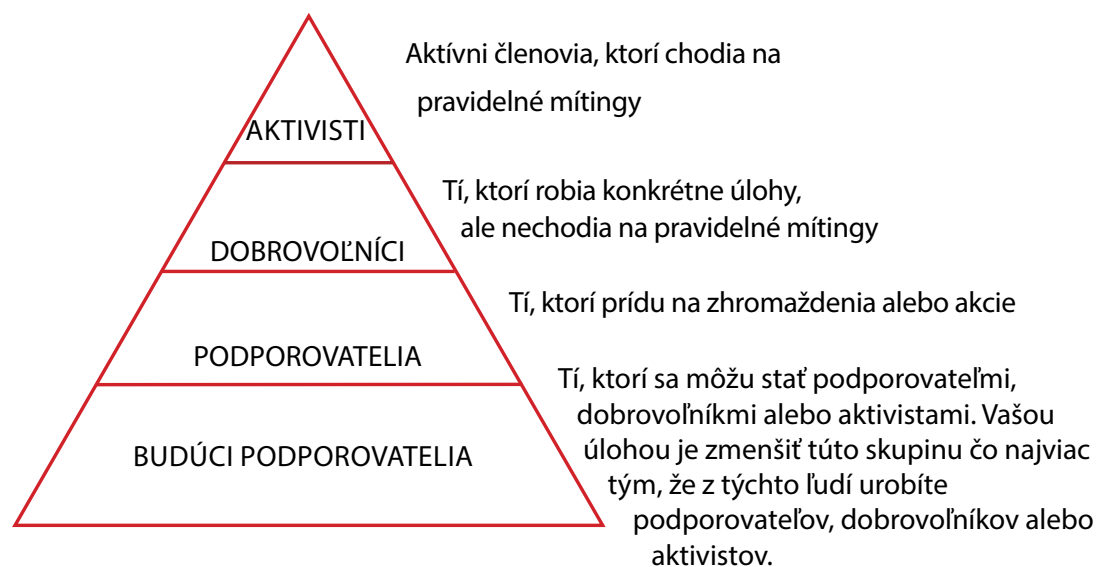 Aktívni členovia, ktorí chodia na
pravidelné mítingy
AKTIVISTI
Tí, ktorí robia konkrétne úlohy,
ale nechodia na pravidelné mítingy
DOBROVOĽNÍCI
Tí, ktorí prídu na zhromaždenia alebo akcie
PODPOROVATELIA
Tí, ktorí sa môžu stať podporovateľmi,
dobrovoľníkmi alebo aktivistami. Vašou
úlohou je zmenšiť túto skupinu čo najviac
tým, že z týchto ľudí urobíte
podporovateľov, dobrovoľníkov alebo
aktivistov.
BUDÚCI PODPOROVATELIA